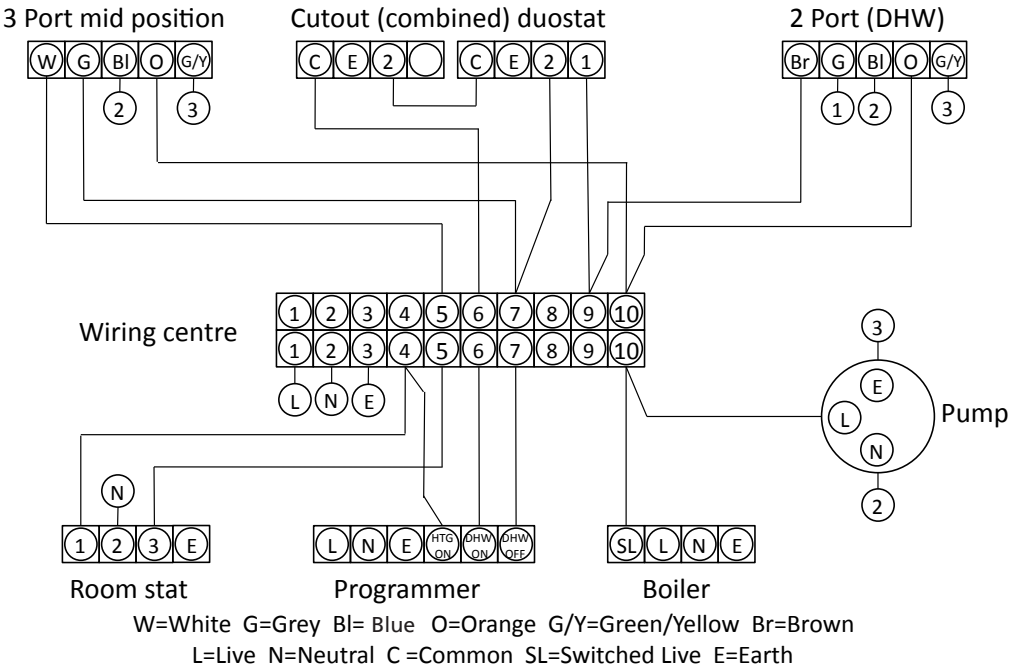 3 Port mid position Cutout (combined) duostat 2 Port (DHW)
W G Bl O G/Y C E 2 C E 2 1 Br G Bl O G/Y
2 3 1 2 3
Wiring centre
1 2 3 4 5 6 7 8 9 10
1 2 3 4 5 6 7 8 9 10
L N E
3
E
L
N
2
Pump
N
1 2 3 E L N E HTG ON DHW ON DHW OFF SL L N E
Room stat Programmer Boiler
W=White G=Grey Bl= Blue O=Orange G/Y=Green/Yellow Br=Brown
L=Live N=Neutral C =Common SL=Switched Live E=Earth